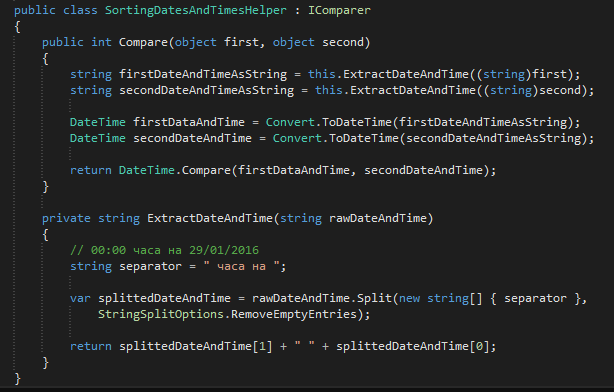 public class SortingDatesAndTimesHelper : IComparer
{
    public int Compare(object first, object second)
    {
        string firstDateAndTimeAsString = this.ExtractDateAndTime((string)first);
        string secondDateAndTimeAsString = this.ExtractDateAndTime((string)second);

        DateTime firstDataAndTime = Convert.ToDateTime(firstDateAndTimeAsString);
        DateTime secondDateAndTime = Convert.ToDateTime(secondDateAndTimeAsString);

        return DateTime.Compare(firstDataAndTime, secondDateAndTime);
    }

    private string ExtractDateAndTime(string rawDateAndTime)
    {
        // 00:00 часа на 29/01/2016
        string separator = " часа на ";

        var splittedDateAndTime = rawDateAndTime.Split(new string[] { separator },
            StringSplitOptions.RemoveEmptyEntries);

        return splittedDateAndTime[1] + " " + splittedDateAndTime[0];
    }
}